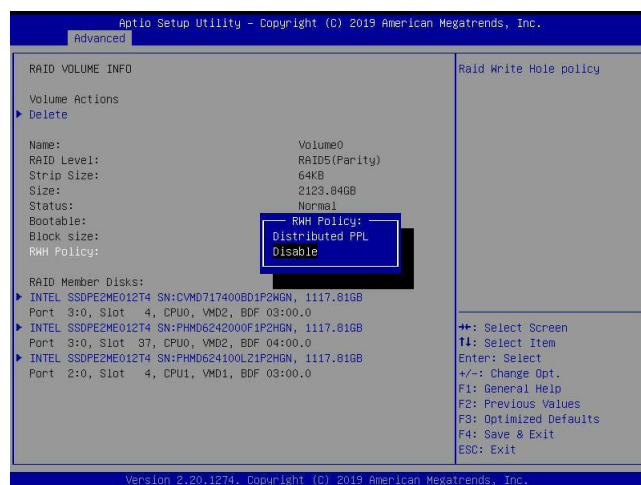 Aptio Setup Utility – Copyright (C) 2019 American Megatrends, Inc.
Advanced
RAID VOLUME INFO
Raid Write Hole policy
Volume Actions
Delete
Name: Volume0
RAID Level: RAID5(Parity)
Strip Size: 64KB
Size: 2123.84GB
Status: Normal
Bootable:
Block size:
RWH Policy:
RWH Policy:
Distributed PPL
Disable
RAID Member Disks:
INTEL SSDPE2ME012T4 SN:CVMD717400BD1P2WGN, 1117.81GB
Port 3:0, Slot 4, CPU0, VMD2, BDF 03:00.0
INTEL SSDPE2ME012T4 SN:PHMD6242000F1P2HGN, 1117.81GB
Port 3:0, Slot 37, CPU0, VMD2, BDF 04:00.0
INTEL SSDPE2ME012T4 SN:PHMD624100LZ1P2HGN, 1117.81GB
Port 2:0, Slot 4, CPU1, VMD1, BDF 03:00.0
→←: Select Screen
↑↓: Select Item
Enter: Select
+/-: Change Opt.
F1: General Help
F2: Previous Values
F3: Optimized Defaults
F4: Save & Exit
ESC: Exit
Version 2.20.1274. Copyright (C) 2019 American Megatrends, Inc.